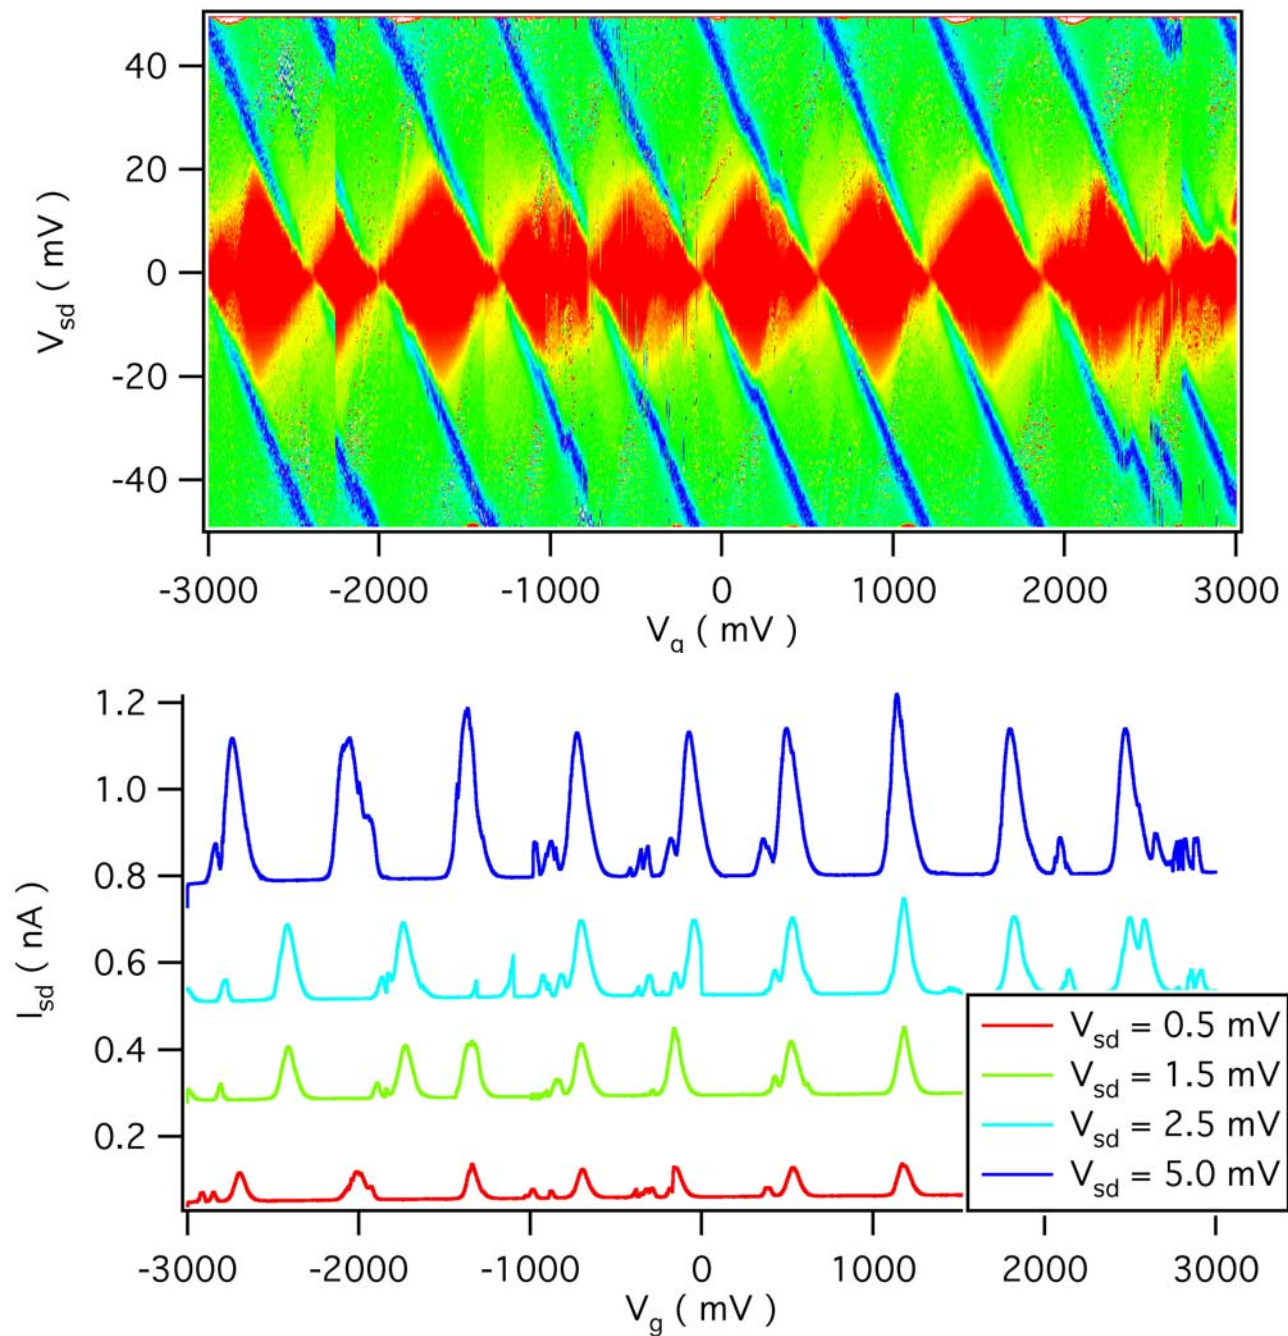 40
20
0
-20
-40
V_sd ( mV )
-3000 -2000 -1000 0 1000 2000 3000
V_g ( mV )
1.2
1.0
0.8
0.6
0.4
0.2
I_sd ( nA )
V_sd = 0.5 mV
V_sd = 1.5 mV
V_sd = 2.5 mV
V_sd = 5.0 mV
-3000 -2000 -1000 0 1000 2000 3000
V_g ( mV )